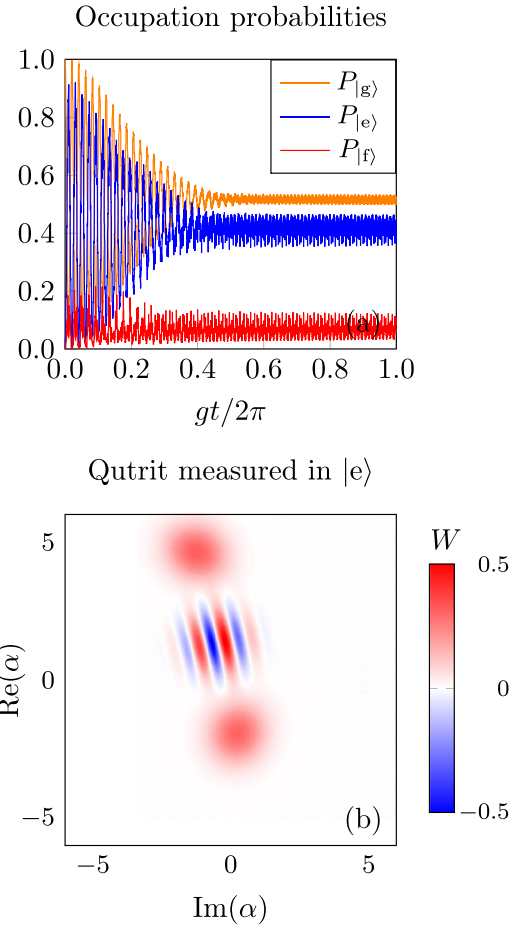 Occupation probabilities
1.0
0.8
0.6
0.4
0.2
0.0
P|g⟩
P|e⟩
P|f⟩
(a)
0.0 0.2 0.4 0.6 0.8 1.0
gt/2π
Qutrit measured in |e⟩
5
0
−5
Re(α)
(b)
−5 0 5
Im(α)
W
0.5
0
−0.5